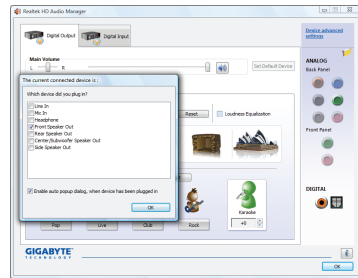 Realtek HD Audio Manager
Digital Output
Digital Input
Device advanced
settings
Main Volume
L
R
Set Default Device
ANALOG
Back Panel
The current connected device is :
Which device did you plug in?
Line In
Mic In
Headphone
Front Speaker Out
Rear Speaker Out
Center/Subwoofer Speaker Out
Side Speaker Out
Enable auto popup dialog, when device has been plugged in
OK
Reset
Loudness Equalization
Front Panel
Karaoke
+0
Pop
Live
Club
Rock
DIGITAL
GIGABYTE
TECHNOLOGY
i
OK